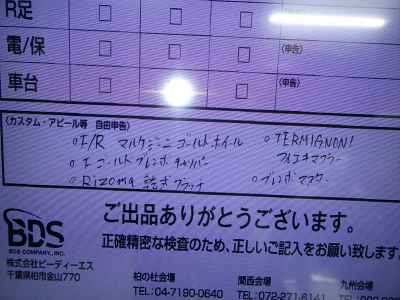 R足
電/保 (申告)
車台 (申告)
(カスタム・アピール等 自由申告)
○F/R マルケジーニ ゴールドホイール ○TERMIGNONI
フルエキマフラー
○F ゴールドブレンボ キャリパー
○Rizoma ○ブレンボマスター
BDS
BDS COMPANY, INC.
株式会社ビーディーエス
千葉県柏市金山770
ご出品ありがとうございます。
正確精密な検査のため、正しいご記入をお願い致します。
柏の杜会場 関西会場 九州会場
TEL:04-7190-0640 TEL:072-271-6141